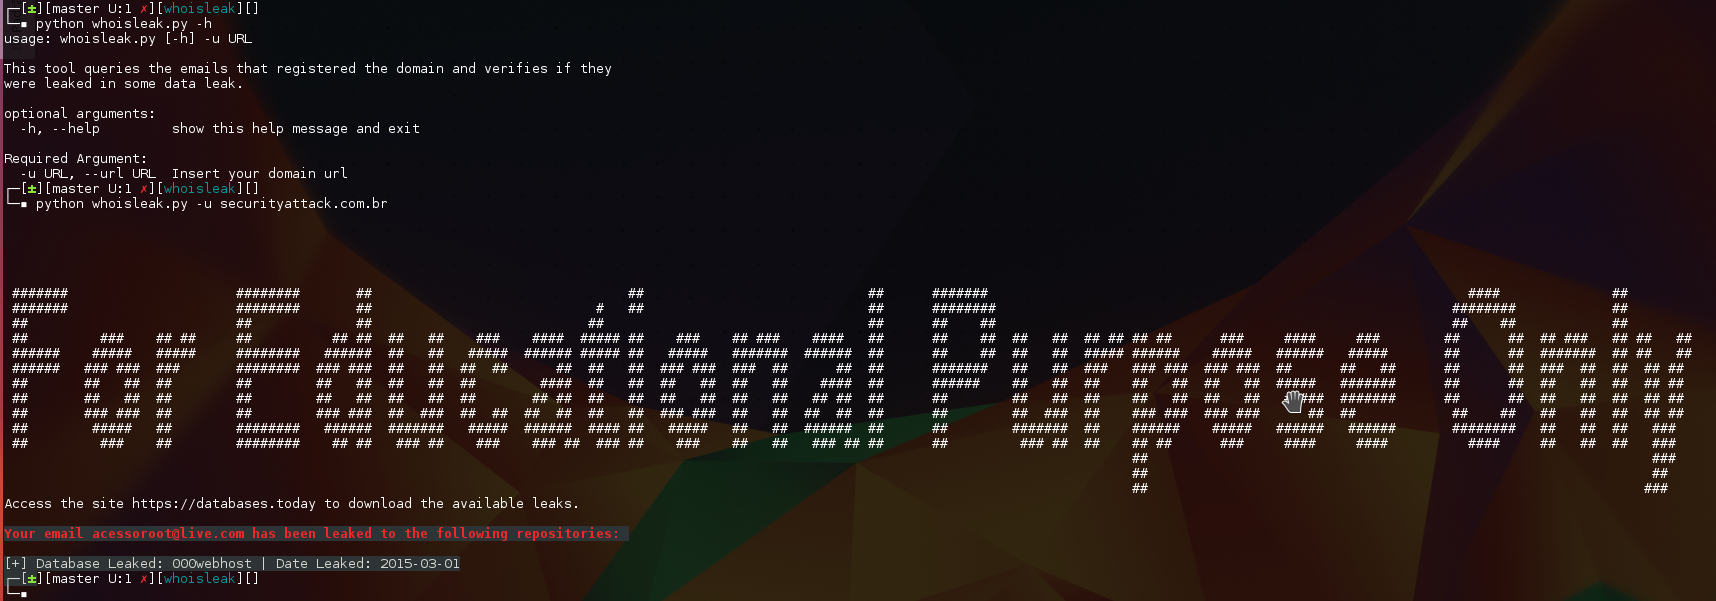 ┌─[±][master U:1 ✗][whoisleak][]
└─▪ python whoisleak.py -h
usage: whoisleak.py [-h] -u URL
This tool queries the emails that registered the domain and verifies if they
were leaked in some data leak.
optional arguments:
-h, --help show this help message and exit
Required Argument:
-u URL, --url URL Insert your domain url
┌─[±][master U:1 ✗][whoisleak][]
└─▪ python whoisleak.py -u securityattack.com.br
For Educational Purpose Only
Access the site https://databases.today to download the available leaks.
Your email acessoroot@live.com has been leaked to the following repositories:
[+] Database Leaked: 000webhost | Date Leaked: 2015-03-01
┌─[±][master U:1 ✗][whoisleak][]
└─▪